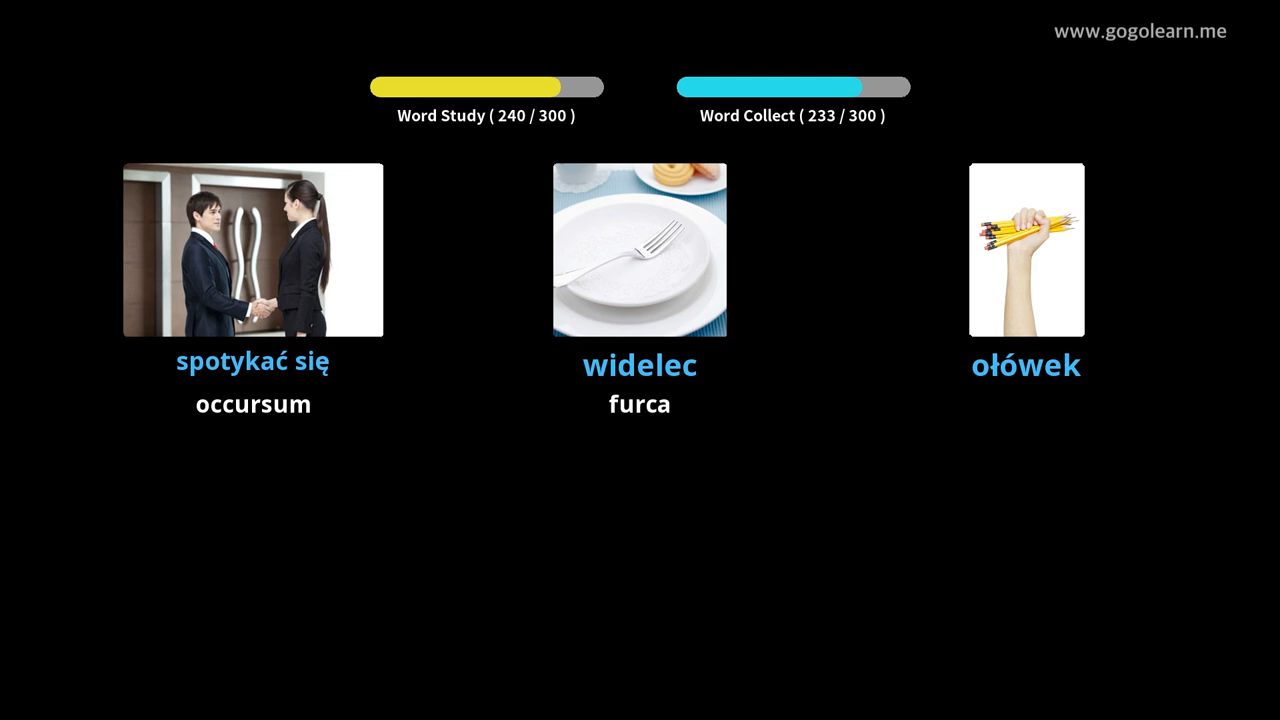 www.gogolearn.me
Word Study ( 240 / 300 )
Word Collect ( 233 / 300 )
spotykać się
widelec
ołówek
occursum
furca